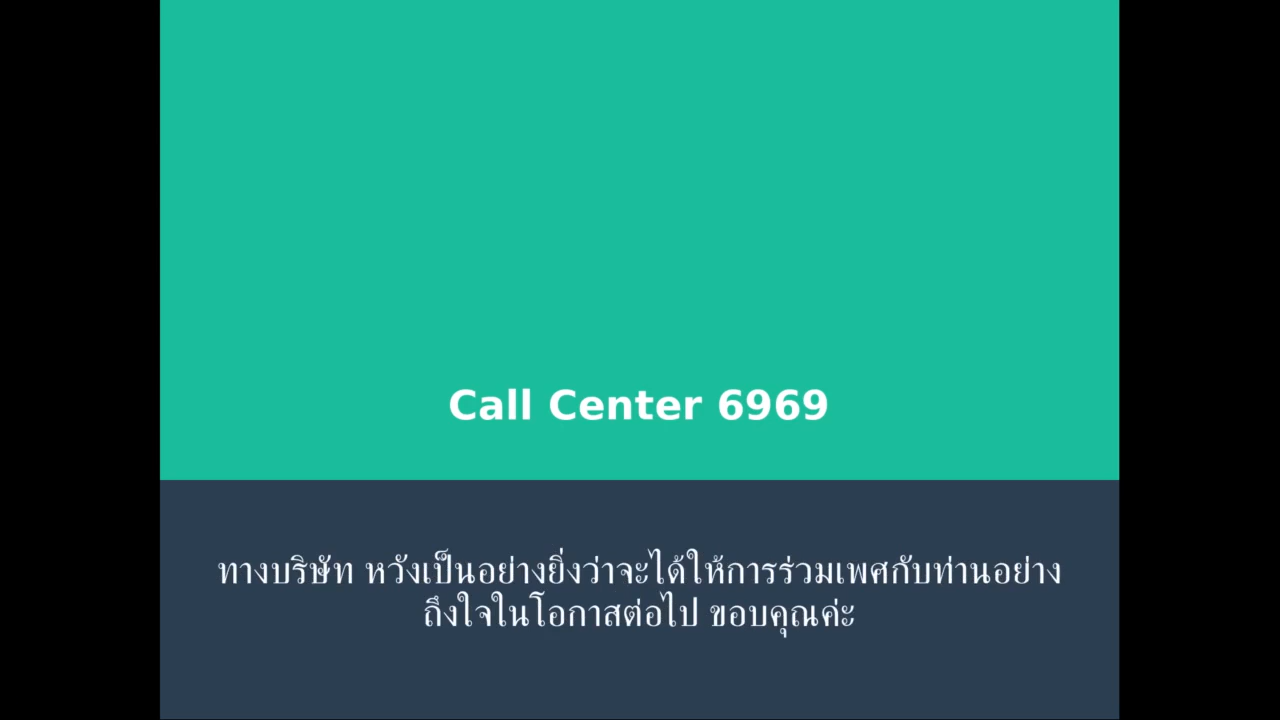 Call Center 6969
ทางบริษัท หวังเป็นอย่างยิ่งว่าจะได้ให้การร่วมเพศกับท่านอย่าง
ถึงใจในโอกาสต่อไป ขอบคุณค่ะ